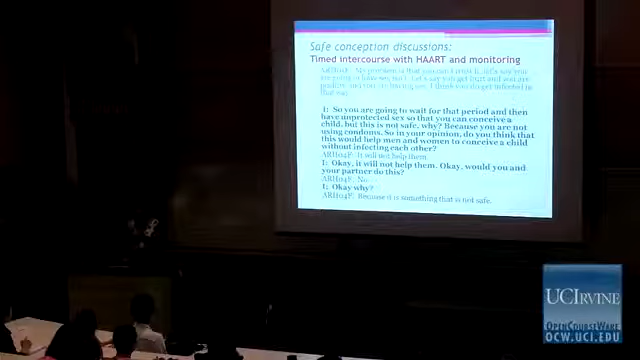 Safe conception discussions:
Timed intercourse with HAART and monitoring
I: So you are going to wait for that period and then
have unprotected sex so that you can conceive a
child, but this is not safe, why? Because you are not
using condoms. So in your opinion, do you think that
this would help men and women to conceive a child
without infecting each other?
ARH04F: It will not help them.
I: Okay, it will not help them. Okay, would you and
your partner do this?
ARH04F: No
I: Okay why?
ARH04F: Because it is something that is not safe.
UCIRVINE
OPENCOURSEWARE
OCW.UCI.EDU